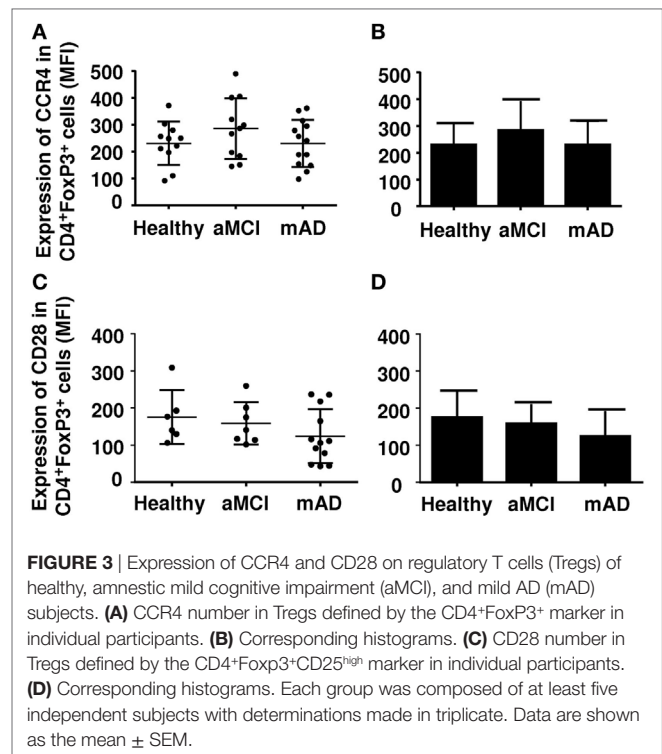 A
B
Expression of CCR4 in
CD4+FoxP3+ cells (MFI)
500
400
300
200
100
0
Healthy aMCI mAD
500
400
300
200
100
0
Healthy aMCI mAD
C
D
Expression of CD28 in
CD4+FoxP3+ cells (MFI)
400
300
200
100
0
Healthy aMCI mAD
400
300
200
100
0
Healthy aMCI mAD
FIGURE 3 | Expression of CCR4 and CD28 on regulatory T cells (Tregs) of
healthy, amnestic mild cognitive impairment (aMCI), and mild AD (mAD)
subjects. (A) CCR4 number in Tregs defined by the CD4+FoxP3+ marker in
individual participants. (B) Corresponding histograms. (C) CD28 number in
Tregs defined by the CD4+Foxp3+CD25high marker in individual participants.
(D) Corresponding histograms. Each group was composed of at least five
independent subjects with determinations made in triplicate. Data are shown
as the mean ± SEM.